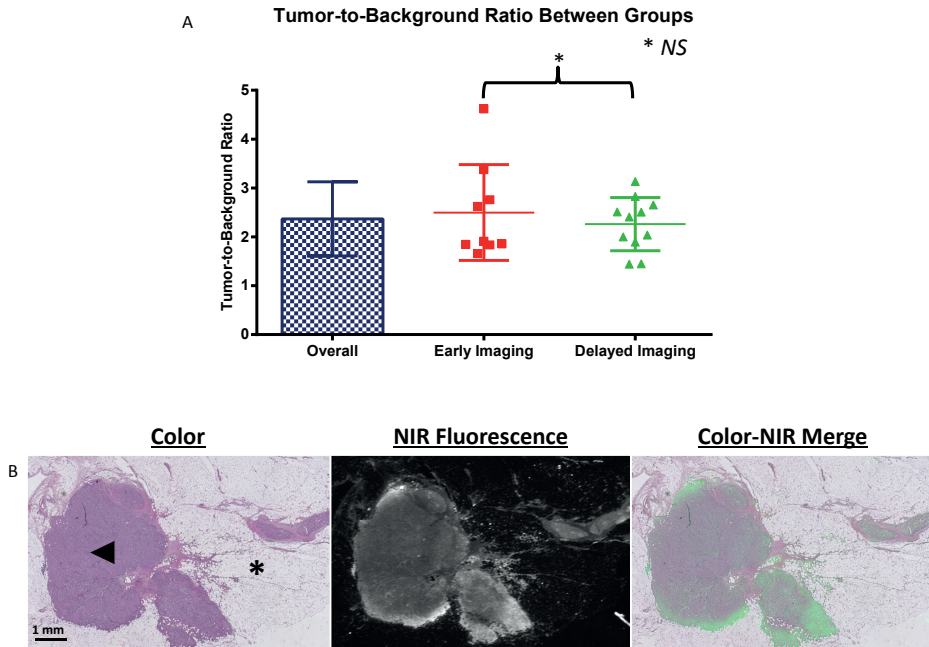 Tumor-to-Background Ratio Between Groups
A
* NS
*
Tumor-to-Background Ratio
5
4
3
2
1
0
Overall Early Imaging Delayed Imaging
Color NIR Fluorescence Color-NIR Merge
B
*
1 mm